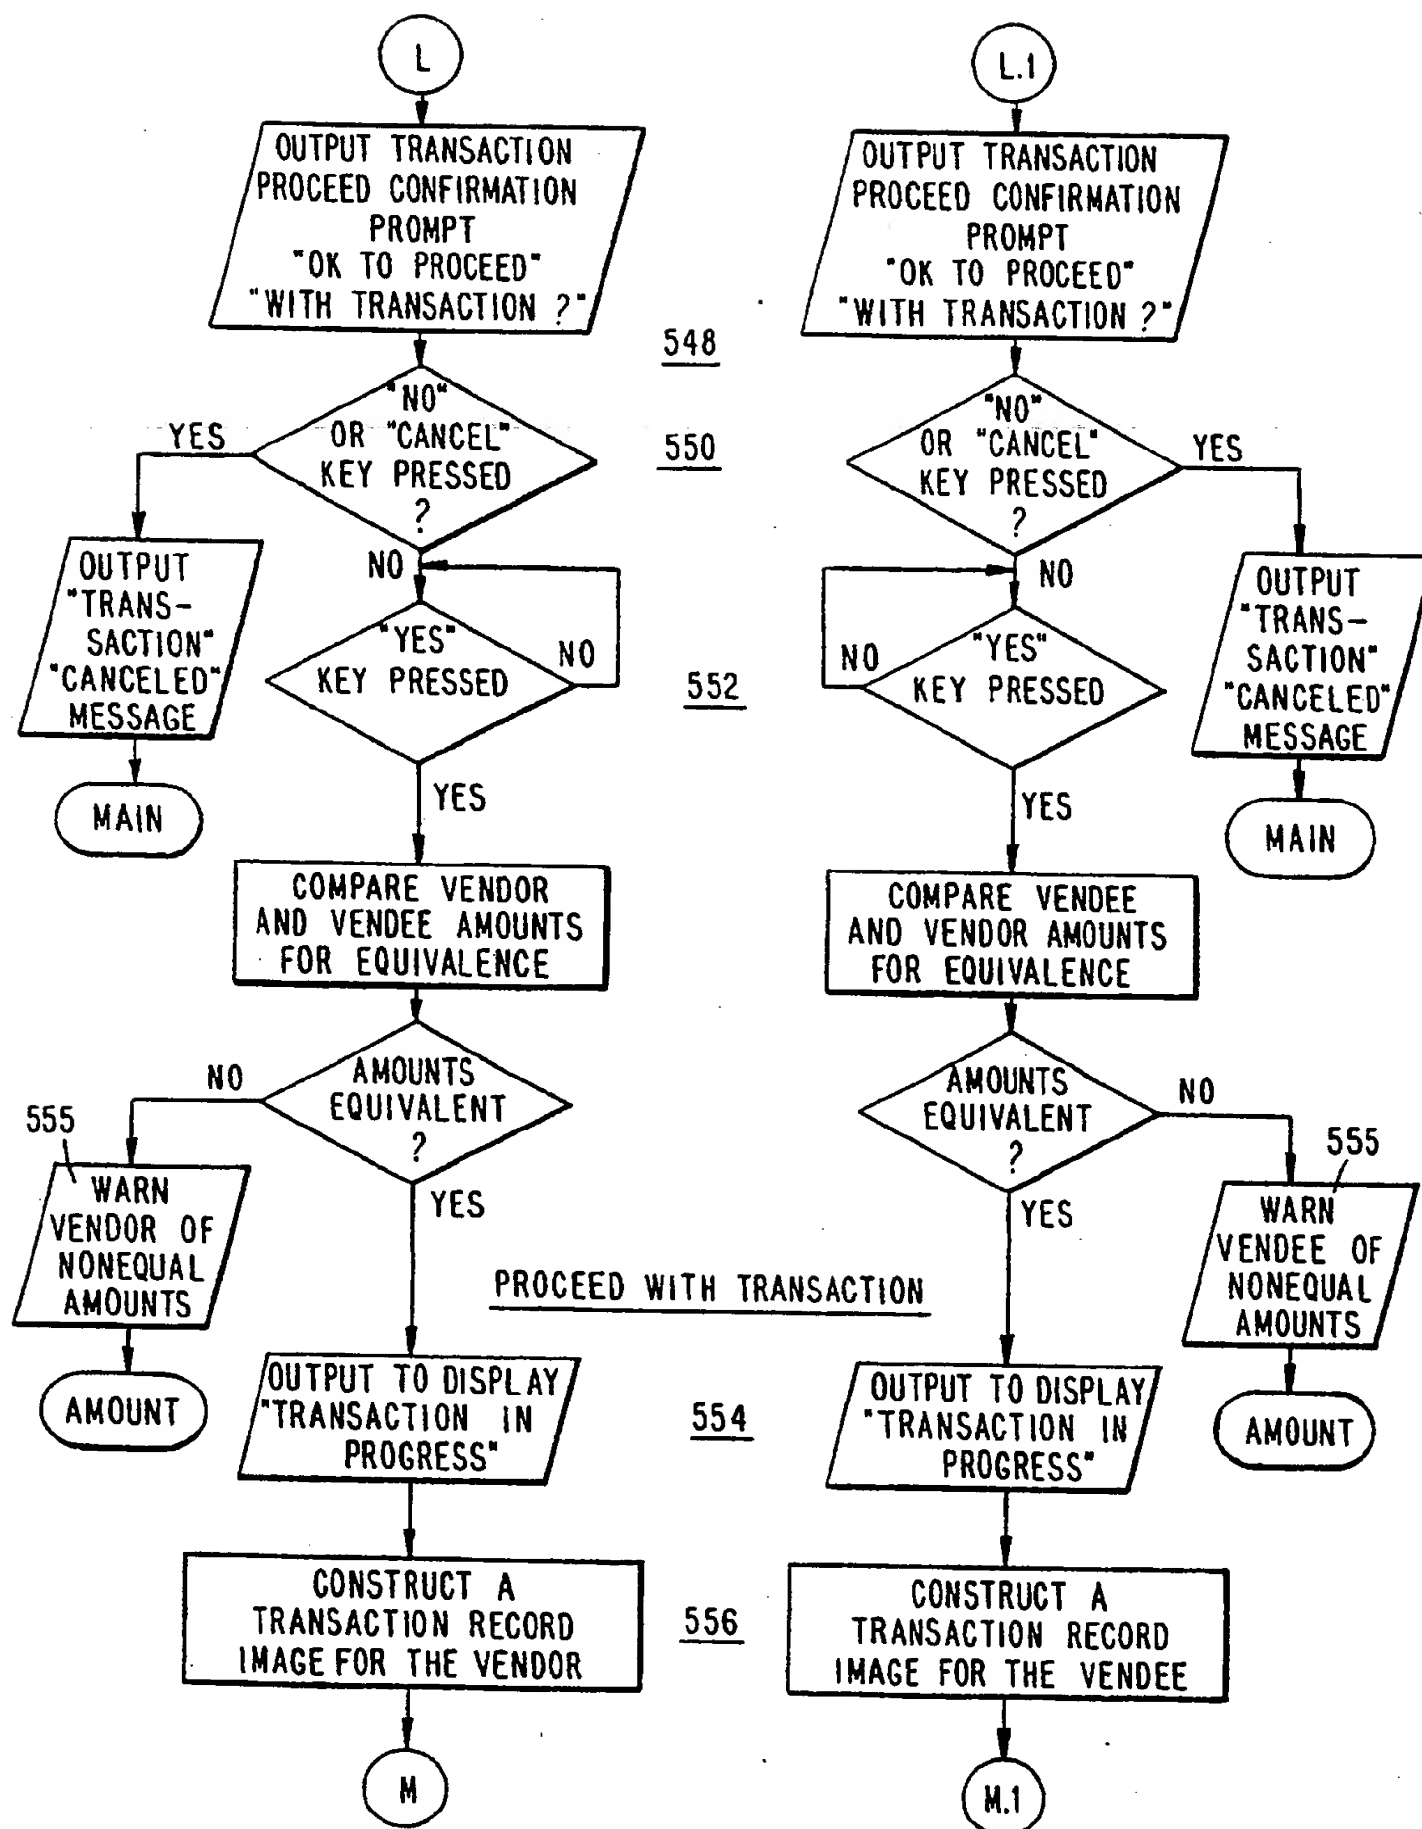 L
OUTPUT TRANSACTION
PROCEED CONFIRMATION
PROMPT
"OK TO PROCEED"
"WITH TRANSACTION ?"
"NO"
OR "CANCEL"
KEY PRESSED
?
YES
NO
OUTPUT
"TRANS-
SACTION"
"CANCELED"
MESSAGE
MAIN
"YES"
KEY PRESSED
NO
YES
COMPARE VENDOR
AND VENDEE AMOUNTS
FOR EQUIVALENCE
AMOUNTS
EQUIVALENT
?
NO
YES
555
WARN
VENDOR OF
NONEQUAL
AMOUNTS
AMOUNT
OUTPUT TO DISPLAY
"TRANSACTION IN
PROGRESS"
CONSTRUCT A
TRANSACTION RECORD
IMAGE FOR THE VENDOR
M
548
550
552
PROCEED WITH TRANSACTION
554
556
L.1
OUTPUT TRANSACTION
PROCEED CONFIRMATION
PROMPT
"OK TO PROCEED"
"WITH TRANSACTION ?"
"NO"
OR "CANCEL"
KEY PRESSED
?
YES
NO
OUTPUT
"TRANS-
SACTION"
"CANCELED"
MESSAGE
MAIN
"YES"
KEY PRESSED
NO
YES
COMPARE VENDEE
AND VENDOR AMOUNTS
FOR EQUIVALENCE
AMOUNTS
EQUIVALENT
?
NO
YES
555
WARN
VENDEE OF
NONEQUAL
AMOUNTS
AMOUNT
OUTPUT TO DISPLAY
"TRANSACTION IN
PROGRESS"
CONSTRUCT A
TRANSACTION RECORD
IMAGE FOR THE VENDEE
M.1